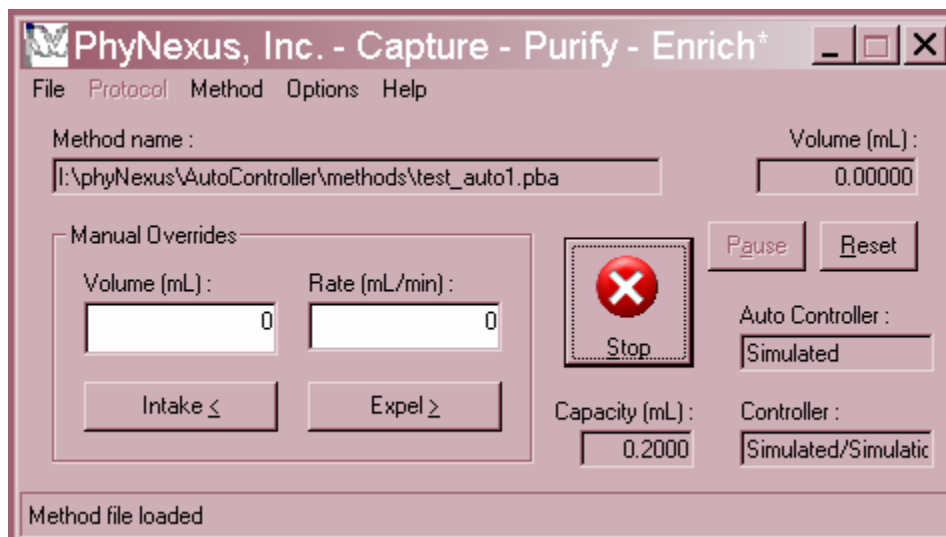 PhyNexus, Inc. - Capture - Purify - Enrich*
File Protocol Method Options Help
Method name :
Volume (mL) :
I:\phyNexus\AutoController\methods\test_auto1.pba
0.00000
Manual Overrides
Pause
Reset
Volume (mL) :
Rate (mL/min) :
0
0
Stop
Auto Controller :
Simulated
Intake <
Expel >
Capacity (mL) :
Controller :
0.2000
Simulated/Simulatic
Method file loaded